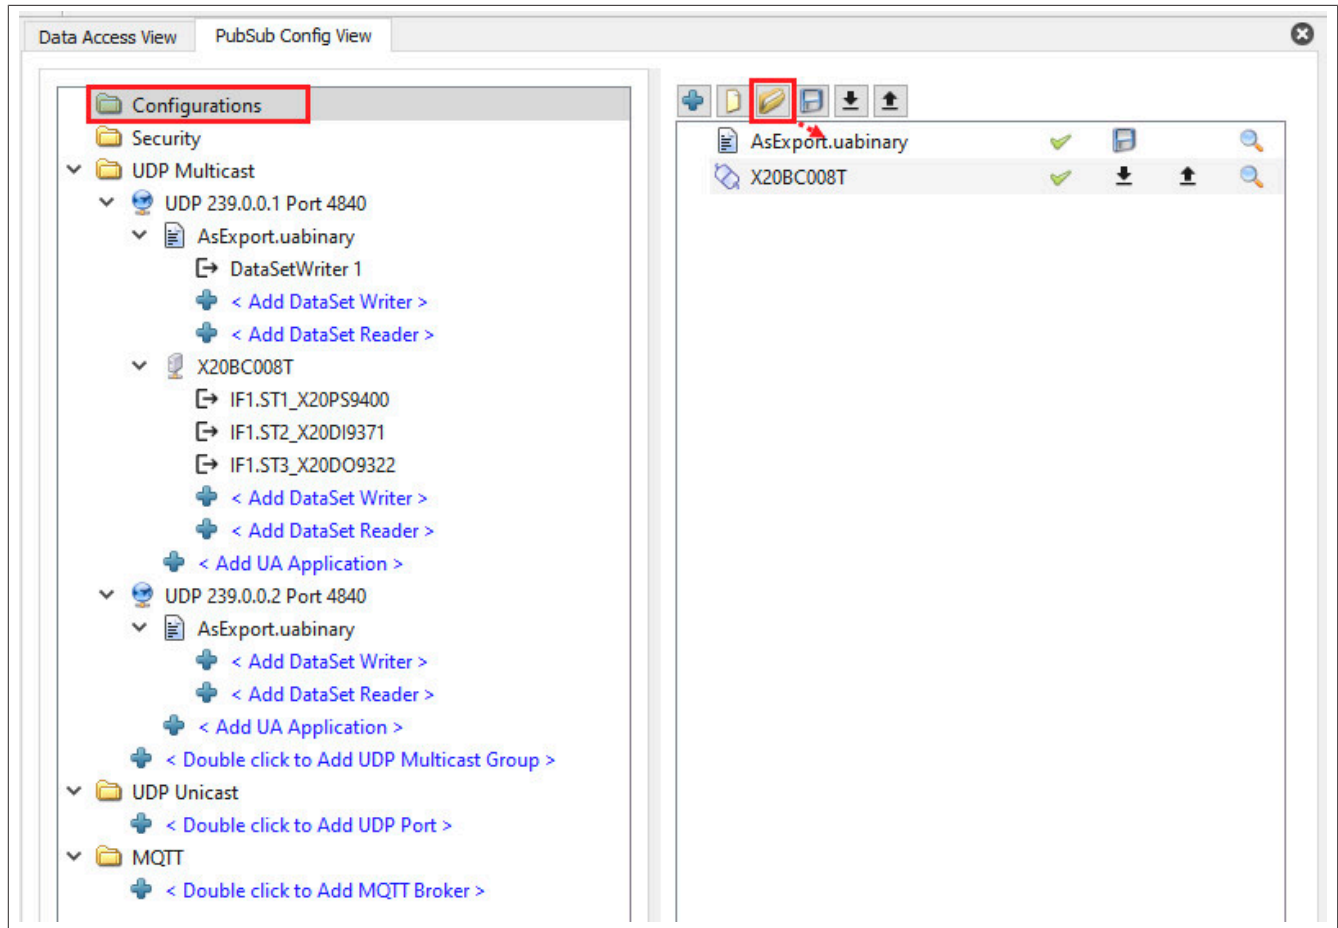 Data Access View
PubSub Config View
Configurations
Security
UDP Multicast
UDP 239.0.0.1 Port 4840
AsExport.uabinary
DataSetWriter 1
< Add DataSet Writer >
< Add DataSet Reader >
X20BC008T
IF1.ST1_X20PS9400
IF1.ST2_X20DI9371
IF1.ST3_X20DO9322
< Add DataSet Writer >
< Add DataSet Reader >
< Add UA Application >
UDP 239.0.0.2 Port 4840
AsExport.uabinary
< Add DataSet Writer >
< Add DataSet Reader >
< Add UA Application >
< Double click to Add UDP Multicast Group >
UDP Unicast
< Double click to Add UDP Port >
MQTT
< Double click to Add MQTT Broker >
AsExport.uabinary
X20BC008T